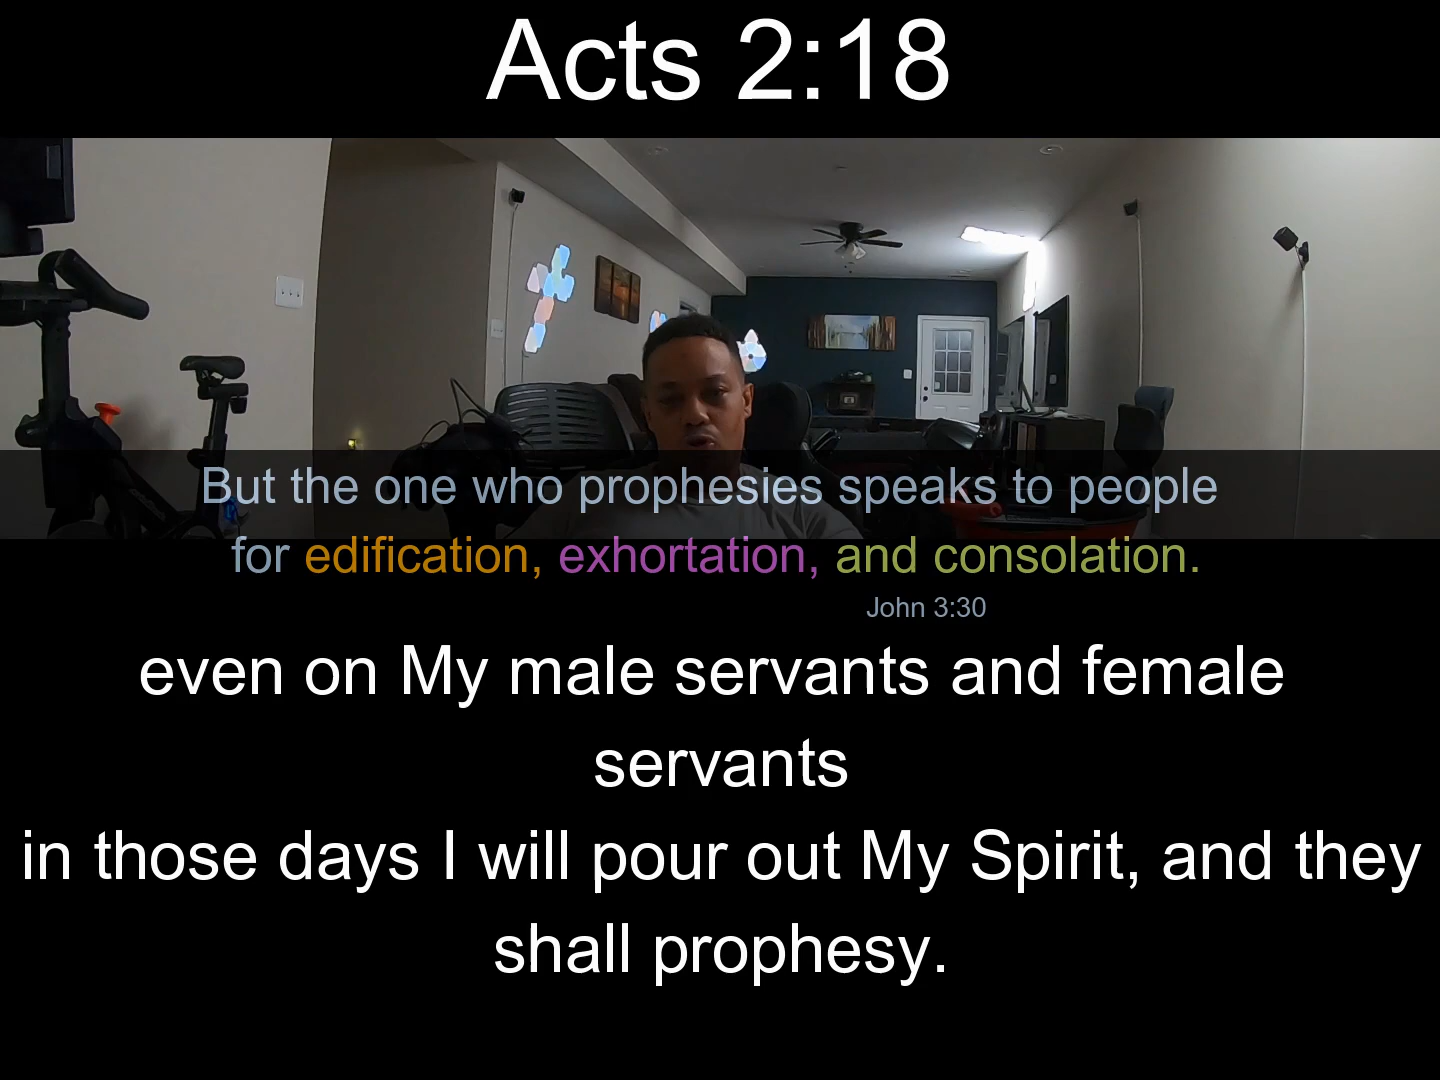 Acts 2:18
But the one who prophesies speaks to people
for edification, exhortation, and consolation.
John 3:30
even on My male servants and female
servants
in those days I will pour out My Spirit, and they
shall prophesy.